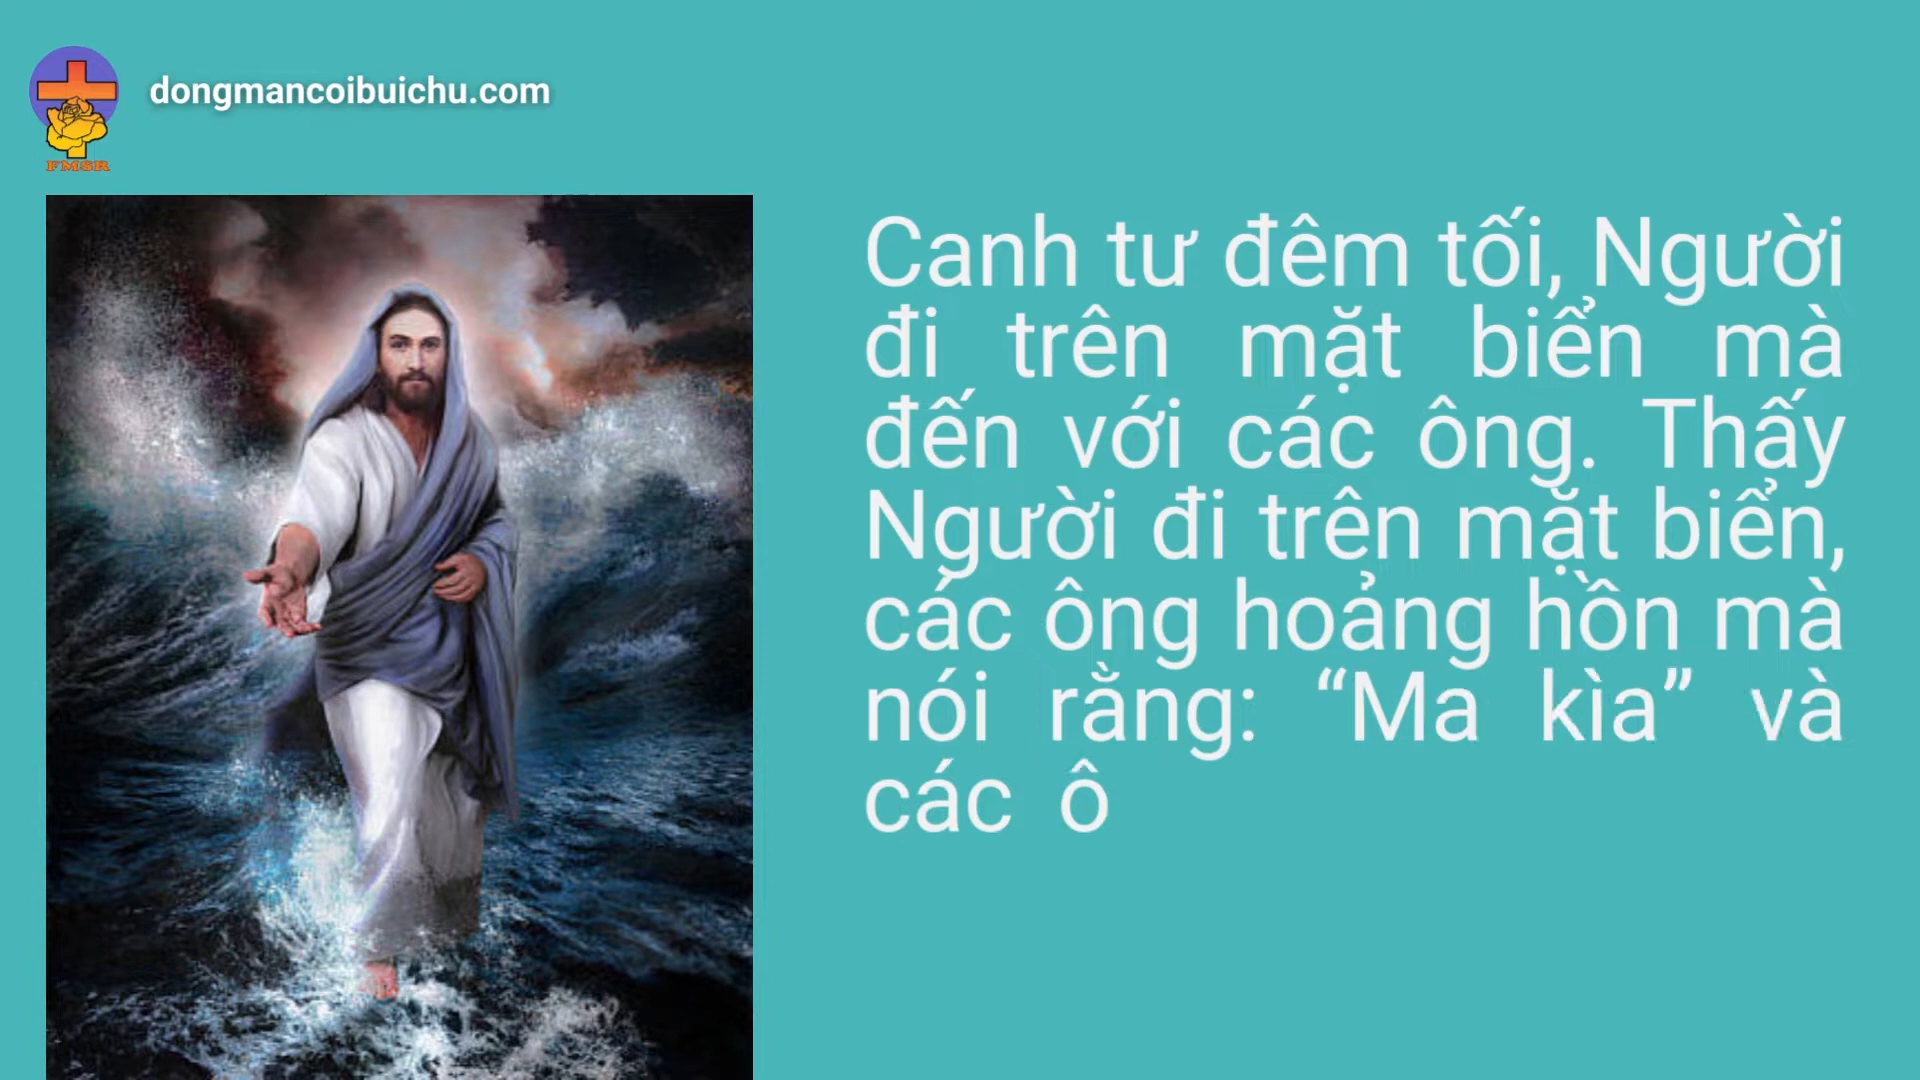 dongmancoibuichu.com
FMSR
Canh tư đêm tối, Người
đi trên mặt biển mà
đến với các ông. Thấy
Người đi trên mặt biển,
các ông hoảng hồn mà
nói rằng: “Ma kìa” và
các ô